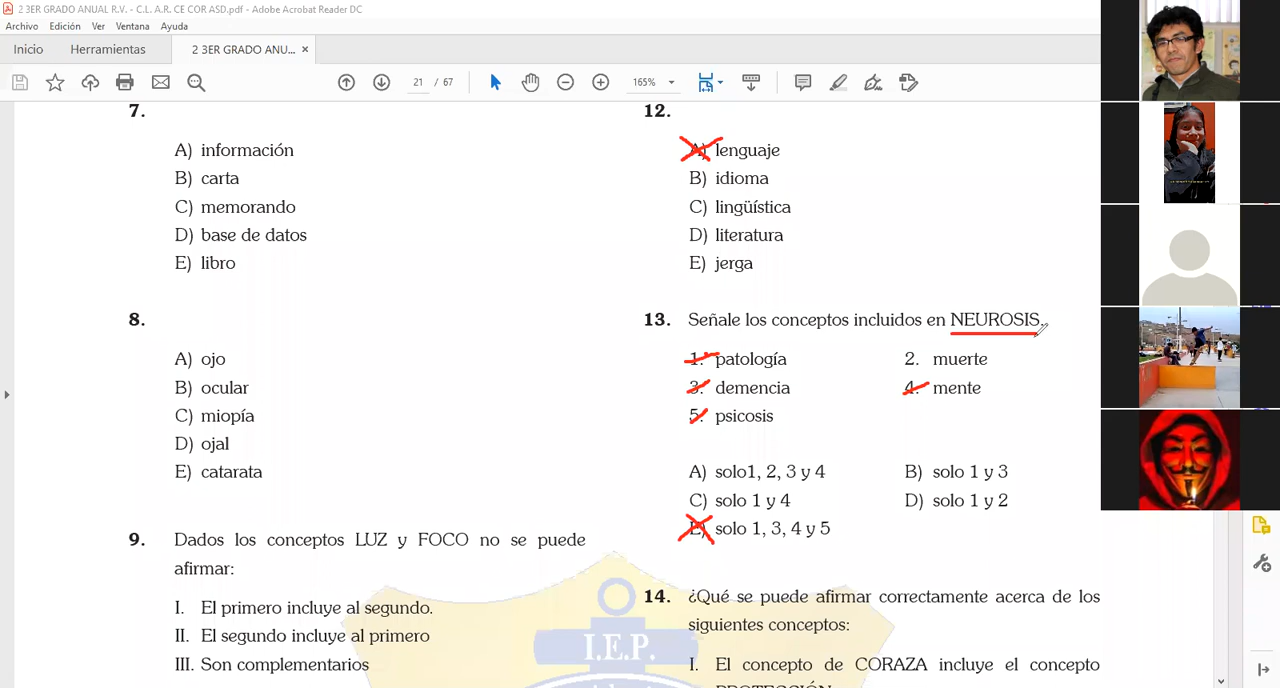 2 3ER GRADO ANUAL R.V. - C.L. A.R. CE COR ASD.pdf - Adobe Acrobat Reader DC
Archivo Edición Ver Ventana Ayuda
Inicio Herramientas 2 3ER GRADO ANU... ×
21 / 67 165%
7.
A) información
B) carta
C) memorando
D) base de datos
E) libro
8.
A) ojo
B) ocular
C) miopía
D) ojal
E) catarata
9. Dados los conceptos LUZ y FOCO no se puede
afirmar:
I. El primero incluye al segundo.
II. El segundo incluye al primero
III. Son complementarios
I.E.P.
12.
A) lenguaje
B) idioma
C) lingüística
D) literatura
E) jerga
13. Señale los conceptos incluidos en NEUROSIS.
1. patología 2. muerte
3. demencia 4. mente
5. psicosis
A) solo1, 2, 3 y 4 B) solo 1 y 3
C) solo 1 y 4 D) solo 1 y 2
E) solo 1, 3, 4 y 5
14. ¿Qué se puede afirmar correctamente acerca de los
siguientes conceptos:
I. El concepto de CORAZA incluye el concepto
PROTECCIÓN